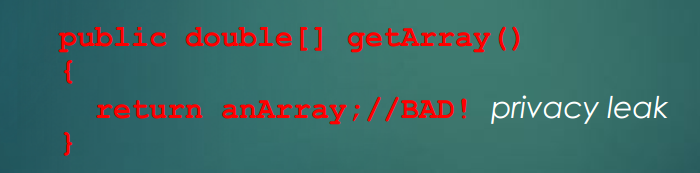 public double[] getArray()
{
return anArray;//BAD! privacy leak
}